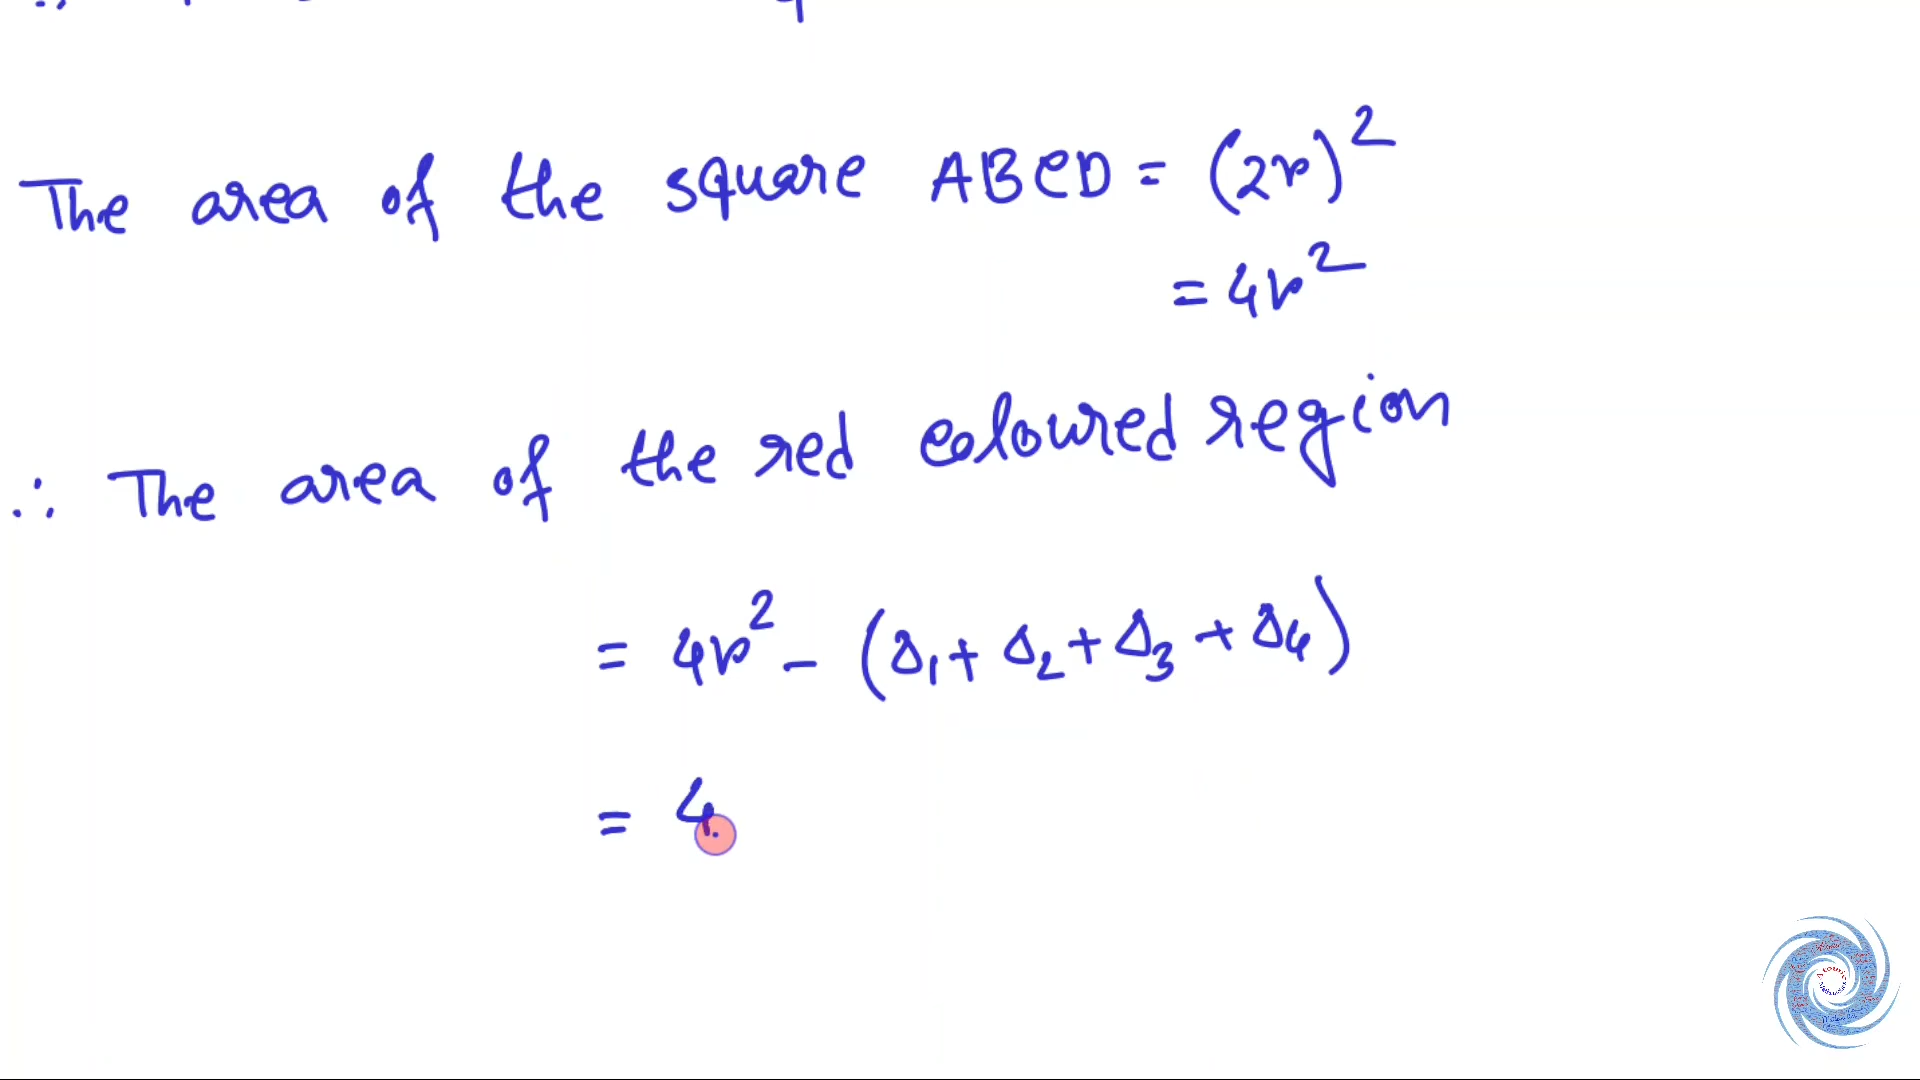 The area of the square ABCD = (2r)²
= 4r²
∴ The area of the red coloured region
= 4r² - (Δ₁ + Δ₂ + Δ₃ + Δ₄)
= 4